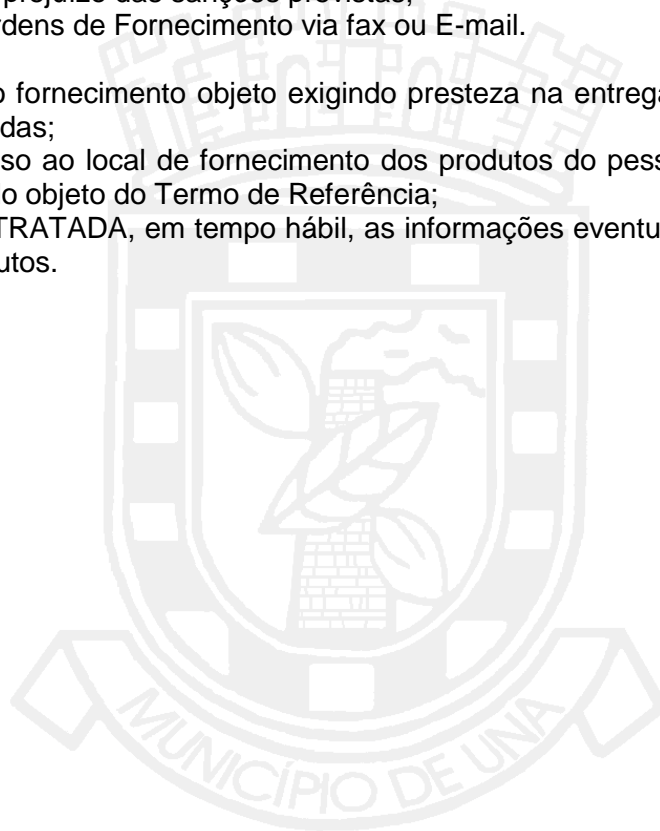 prejuízo das sanções previstas;
rdens de Fornecimento via fax ou E-mail.
o fornecimento objeto exigindo presteza na entrega
das;
so ao local de fornecimento dos produtos do pess
o objeto do Termo de Referência;
TRATADA, em tempo hábil, as informações eventu
utos.
MUNICÍPIO DE UNA